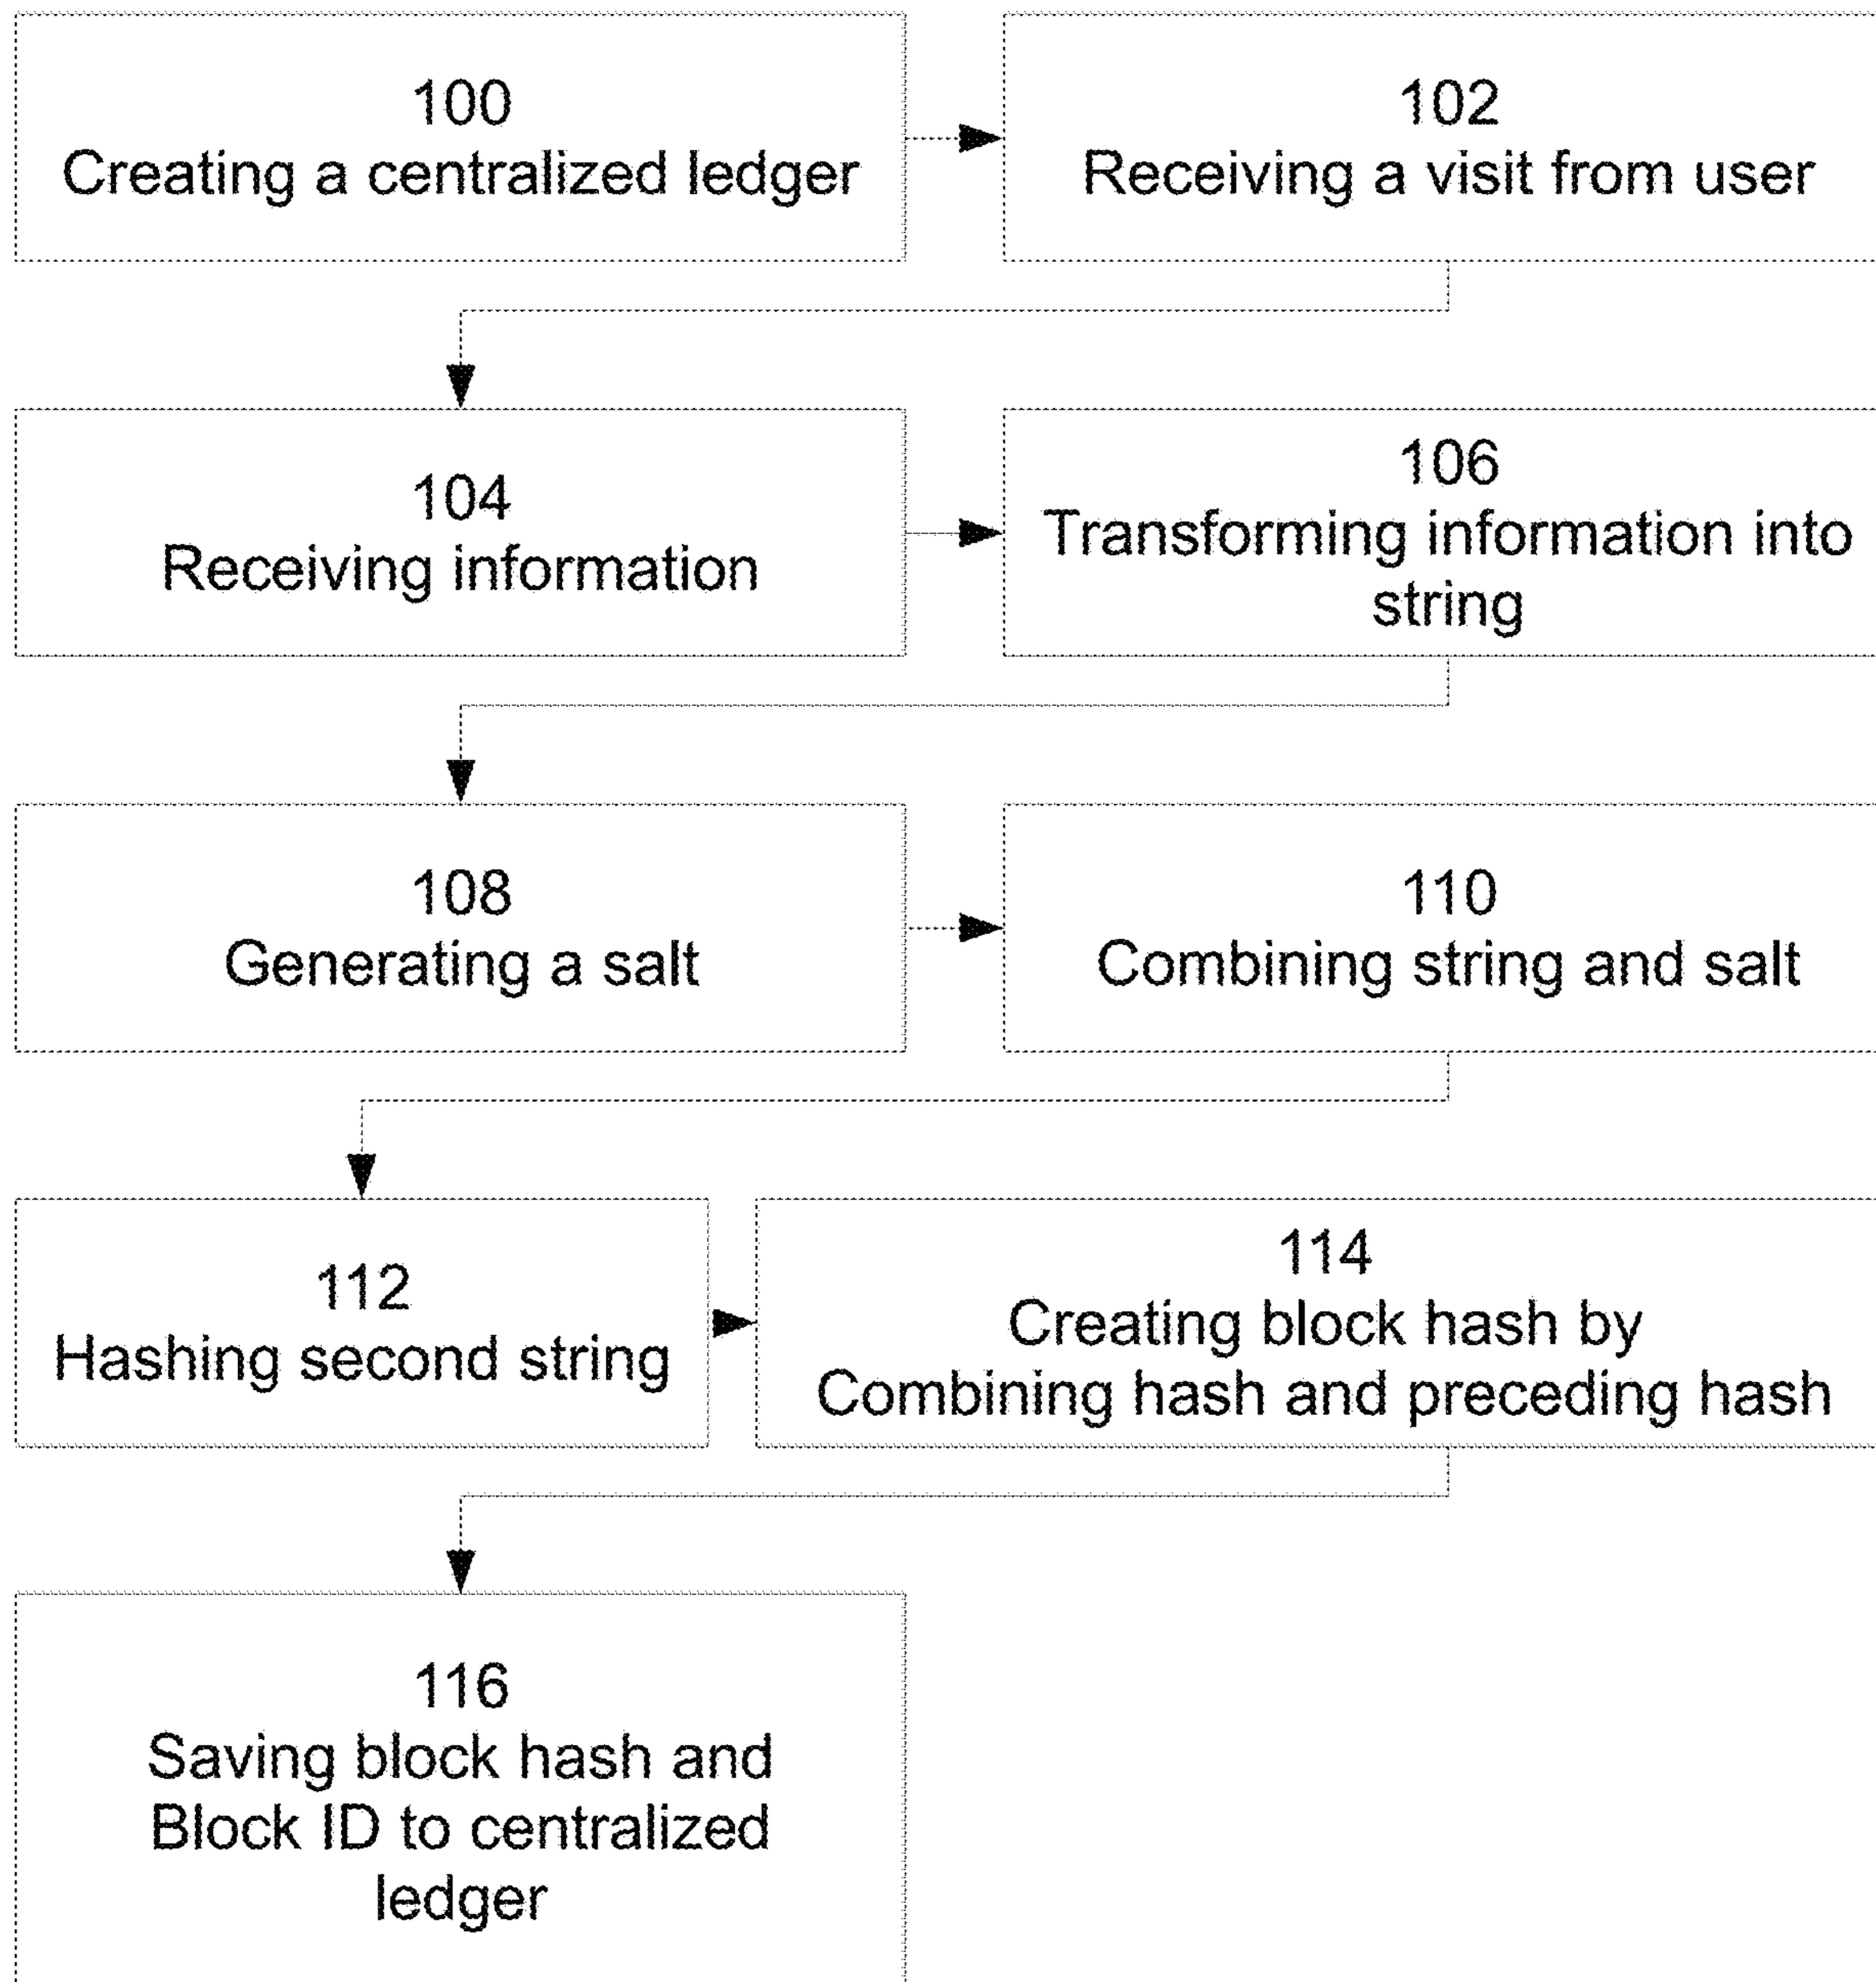 100
Creating a centralized ledger
102
Receiving a visit from user
104
Receiving information
106
Transforming information into
string
108
Generating a salt
110
Combining string and salt
112
Hashing second string
114
Creating block hash by
Combining hash and preceding hash
116
Saving block hash and
Block ID to centralized
ledger